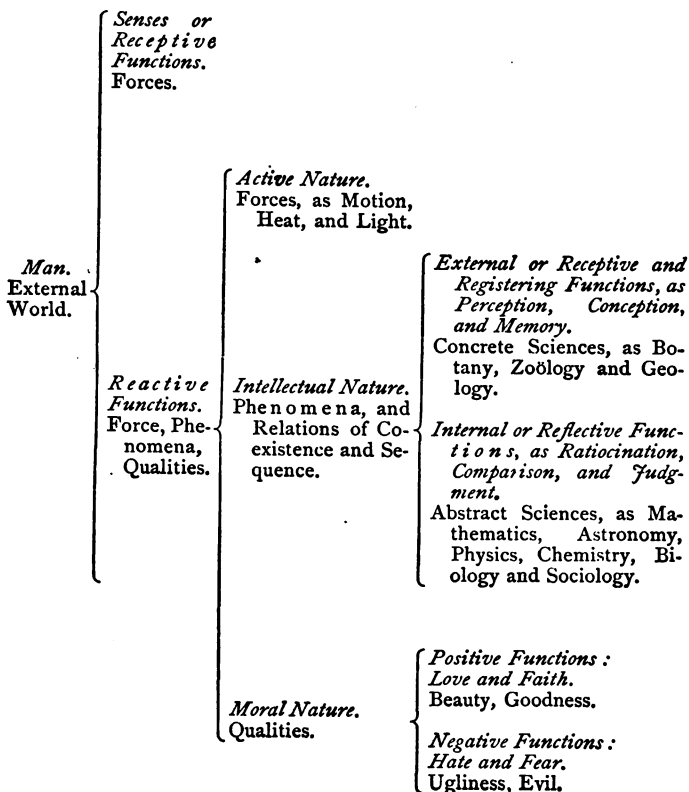 Senses or
Receptive
Functions.
Forces.
Active Nature.
Forces, as Motion,
Heat, and Light.
Man.
External
World.
External or Receptive and
Registering Functions, as
Perception, Conception,
and Memory.
Concrete Sciences, as Bo-
tany, Zoölogy and Geo-
logy.
Reactive
Functions.
Force, Phe-
nomena,
Qualities.
Intellectual Nature.
Phenomena, and
Relations of Co-
existence and Se-
quence.
Internal or Reflective Func-
tions, as Ratiocination,
Comparison, and Judg-
ment.
Abstract Sciences, as Ma-
thematics, Astronomy,
Physics, Chemistry, Bi-
ology and Sociology.
Moral Nature.
Qualities.
Positive Functions:
Love and Faith.
Beauty, Goodness.
Negative Functions:
Hate and Fear.
Ugliness, Evil.